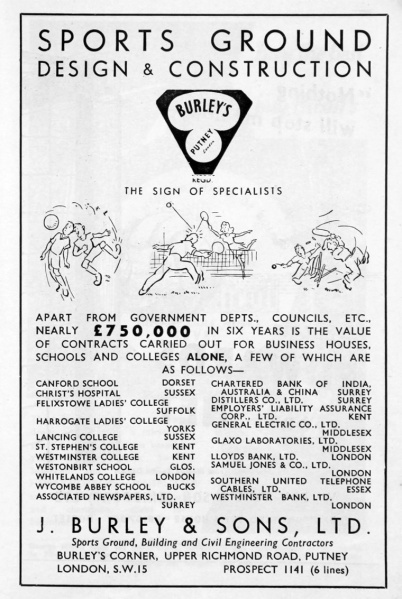 SPORTS GROUND
DESIGN & CONSTRUCTION
BURLEY'S
PUTNEY
London
REGD.
THE SIGN OF SPECIALISTS
APART FROM GOVERNMENT DEPTS., COUNCILS, ETC.,
NEARLY £750,000 IN SIX YEARS IS THE VALUE
OF CONTRACTS CARRIED OUT FOR BUSINESS HOUSES,
SCHOOLS AND COLLEGES ALONE, A FEW OF WHICH ARE
AS FOLLOWS—
CANFORD SCHOOL DORSET
CHRIST'S HOSPITAL SUSSEX
FELIXSTOWE LADIES' COLLEGE
SUFFOLK
HARROGATE LADIES' COLLEGE
YORKS
LANCING COLLEGE SUSSEX
ST. STEPHEN'S COLLEGE KENT
WESTMINSTER COLLEGE KENT
WESTONBIRT SCHOOL GLOS.
WHITELANDS COLLEGE LONDON
WYCOMBE ABBEY SCHOOL BUCKS
ASSOCIATED NEWSPAPERS, LTD.
SURREY
CHARTERED BANK OF INDIA,
AUSTRALIA & CHINA SURREY
DISTILLERS CO., LTD. SURREY
EMPLOYERS' LIABILITY ASSURANCE
CORP., LTD. KENT
GENERAL ELECTRIC CO., LTD.
MIDDLESEX
GLAXO LABORATORIES, LTD.
MIDDLESEX
LLOYDS BANK, LTD. LONDON
SAMUEL JONES & CO., LTD.
LONDON
SOUTHERN UNITED TELEPHONE
CABLES, LTD. ESSEX
WESTMINSTER BANK, LTD.
LONDON
J. BURLEY & SONS, LTD.
Sports Ground, Building and Civil Engineering Contractors
BURLEY'S CORNER, UPPER RICHMOND ROAD, PUTNEY
LONDON, S.W.15 PROSPECT 1141 (6 lines)